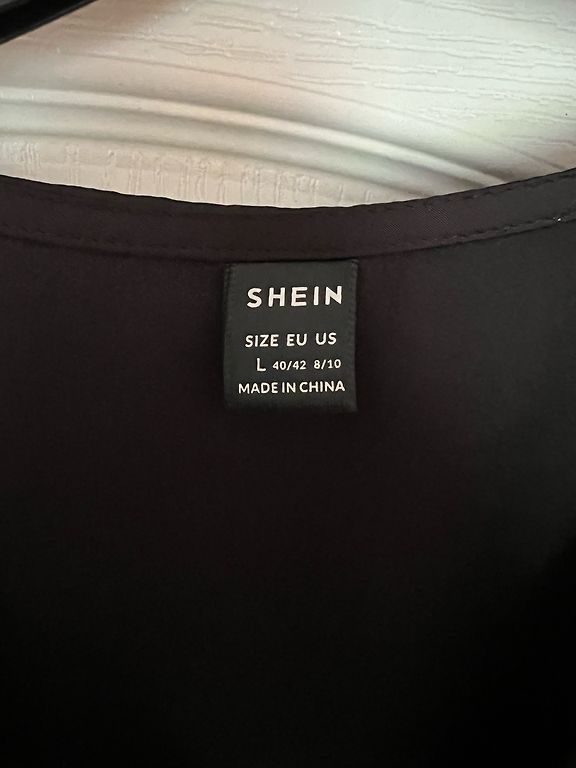 SHEIN
SIZE EU US
L 40/42 8/10
MADE IN CHINA